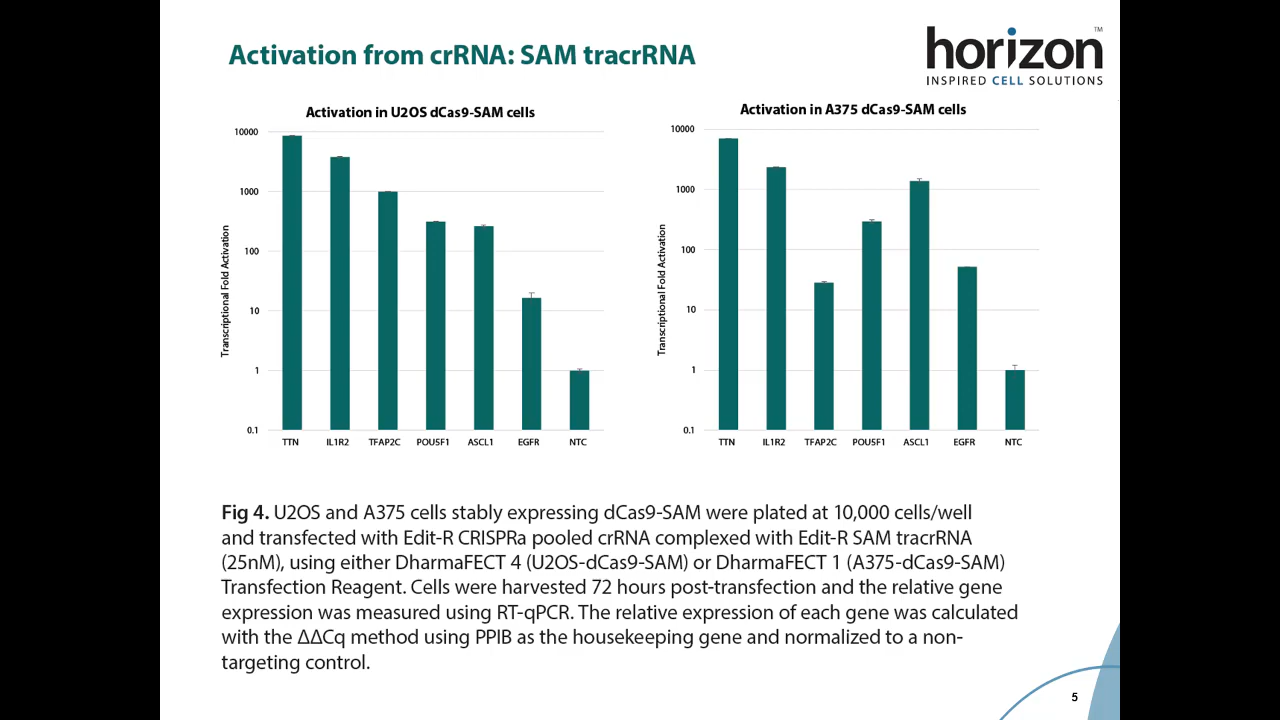 Activation from crRNA: SAM tracrRNA
horizon™
INSPIRED CELL SOLUTIONS
Activation in U2OS dCas9-SAM cells
Transcriptional Fold Activation
10000
1000
100
10
1
0.1
TTN IL1R2 TFAP2C POU5F1 ASCL1 EGFR NTC
Activation in A375 dCas9-SAM cells
Transcriptional Fold Activation
10000
1000
100
10
1
0.1
TTN IL1R2 TFAP2C POU5F1 ASCL1 EGFR NTC
Fig 4. U2OS and A375 cells stably expressing dCas9-SAM were plated at 10,000 cells/well
and transfected with Edit-R CRISPRa pooled crRNA complexed with Edit-R SAM tracrRNA
(25nM), using either DharmaFECT 4 (U2OS-dCas9-SAM) or DharmaFECT 1 (A375-dCas9-SAM)
Transfection Reagent. Cells were harvested 72 hours post-transfection and the relative gene
expression was measured using RT-qPCR. The relative expression of each gene was calculated
with the ΔΔCq method using PPIB as the housekeeping gene and normalized to a non-
targeting control.
5